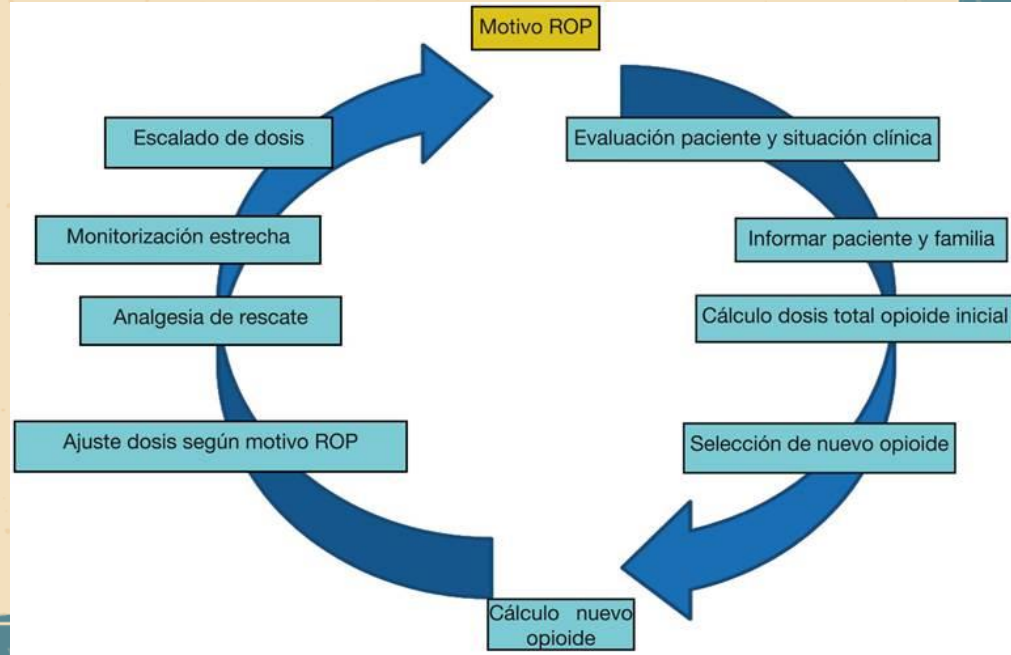 Motivo ROP
Evaluación paciente y situación clínica
Informar paciente y familia
Cálculo dosis total opioide inicial
Selección de nuevo opioide
Cálculo nuevo
opioide
Ajuste dosis según motivo ROP
Analgesia de rescate
Monitorización estrecha
Escalado de dosis